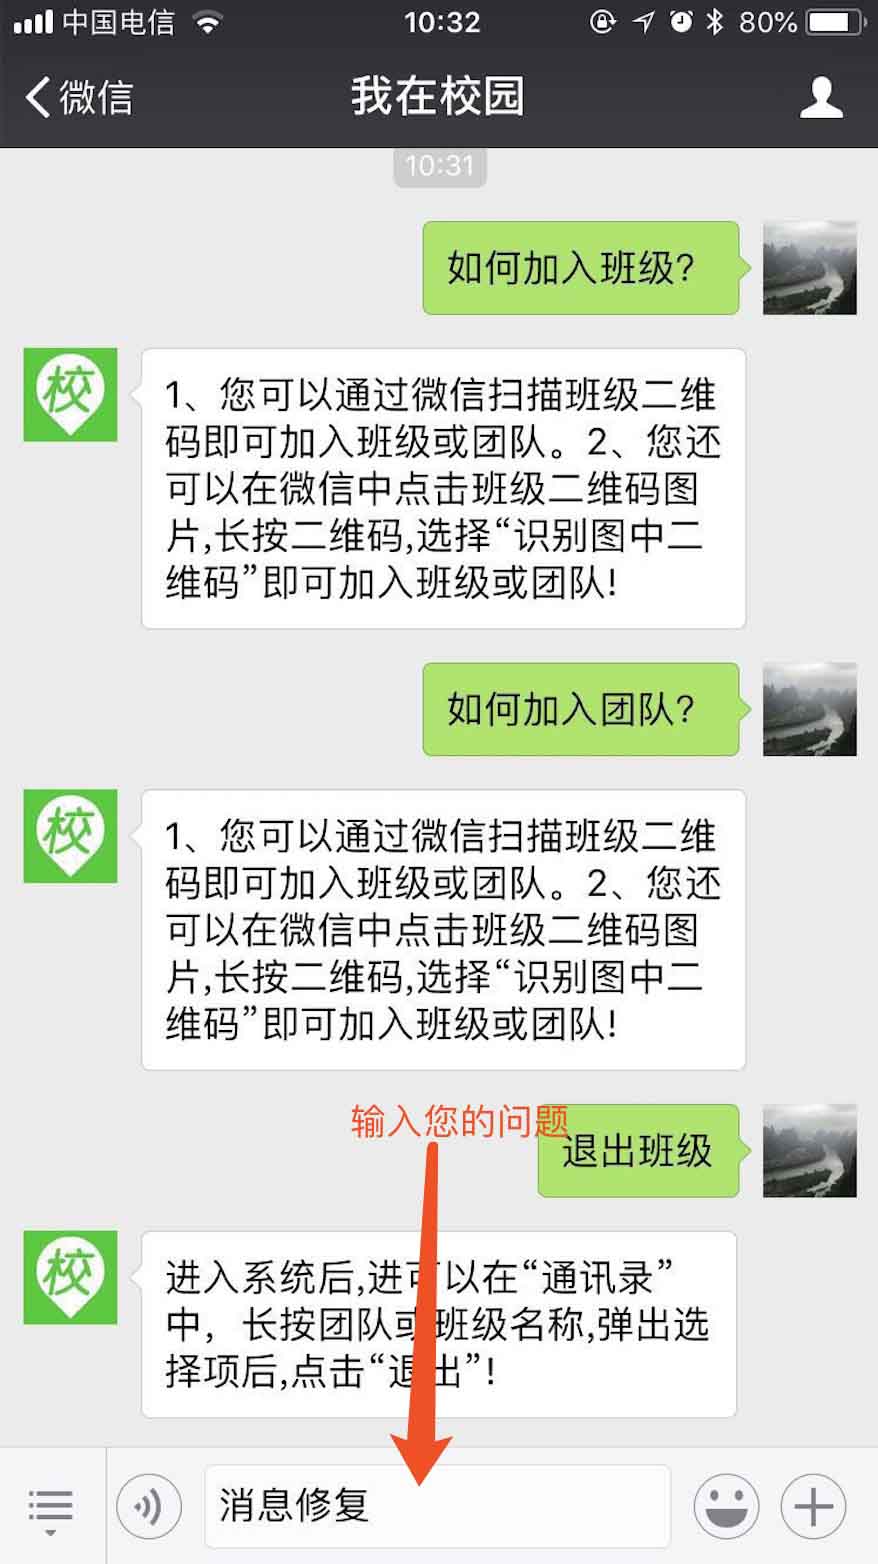 中国电信 10:32 80%
微信 我在校园
10:31
如何加入班级?
校
1、您可以通过微信扫描班级二维
码即可加入班级或团队。2、您还
可以在微信中点击班级二维码图
片,长按二维码,选择“识别图中二
维码”即可加入班级或团队!
如何加入团队?
校
1、您可以通过微信扫描班级二维
码即可加入班级或团队。2、您还
可以在微信中点击班级二维码图
片,长按二维码,选择“识别图中二
维码”即可加入班级或团队!
输入您的问题
退出班级
校
进入系统后,进可以在“通讯录”
中，长按团队或班级名称,弹出选
择项后,点击“退出”!
消息修复